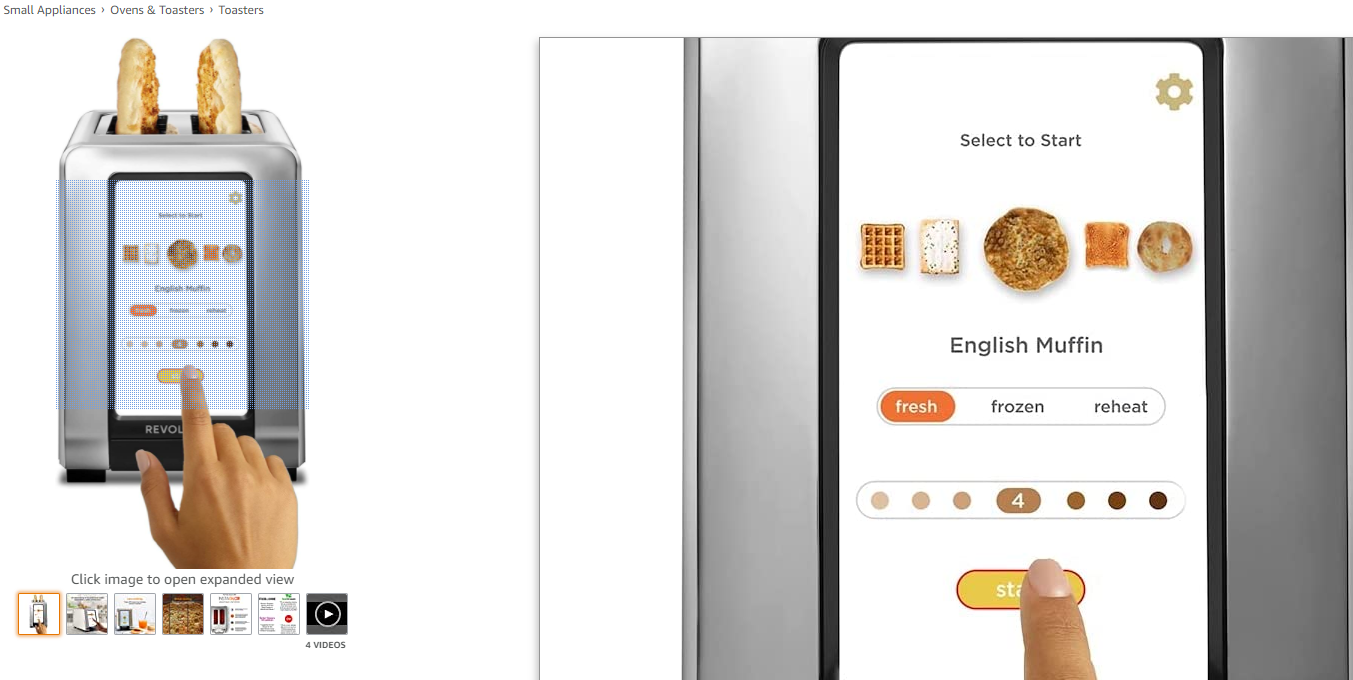 Small Appliances › Ovens & Toasters › Toasters
Select to Start
English Muffin
fresh frozen reheat
4
REVOL
Click image to open expanded view
4 VIDEOS
Select to Start
English Muffin
fresh frozen reheat
4
sta